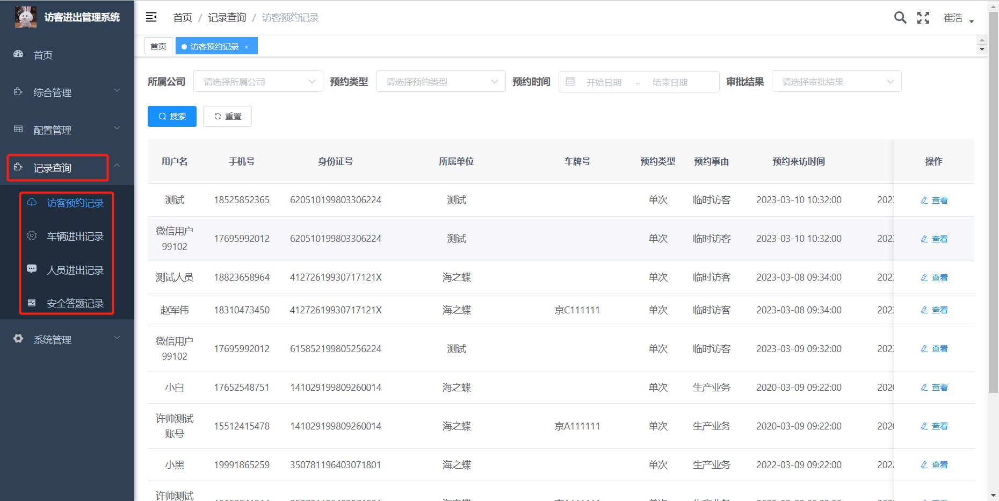 访客进出管理系统
首页 / 记录查询 / 访客预约记录
崔浩
首页
访客预约记录 ×
首页
综合管理
配置管理
记录查询
访客预约记录
车辆进出记录
人员进出记录
安全答题记录
系统管理
所属公司 请选择所属公司 预约类型 请选择预约类型 预约时间 开始日期 - 结束日期 审批结果 请选择审批结果
搜索 重置
用户名 手机号 身份证号 所属单位 车牌号 预约类型 预约事由 预约来访时间 操作
测试 18525852365 620510199803306224 测试 单次 临时访客 2023-03-10 10:32:00 2023 查看
微信用户
99102 17695992012 620510199803306224 测试 单次 临时访客 2023-03-10 10:32:00 2023 查看
测试人员 18823658964 41272619930717121X 海之蝶 单次 临时访客 2023-03-08 09:34:00 2023 查看
赵军伟 18310473450 41272619930717121X 海之蝶 京C111111 单次 临时访客 2023-03-08 09:34:00 2023 查看
微信用户
99102 17695992012 615852199805256224 测试 单次 临时访客 2023-03-09 09:32:00 2023 查看
小白 17652548751 141029199809260014 海之蝶 单次 生产业务 2020-03-09 09:22:00 2020 查看
许帅测试
账号 15512415478 141029199809260014 海之蝶 京A111111 单次 生产业务 2020-03-09 09:22:00 2020 查看
小黑 19991865259 350781196403071801 海之蝶 单次 生产业务 2022-03-09 09:22:00 2022 查看
许帅测试